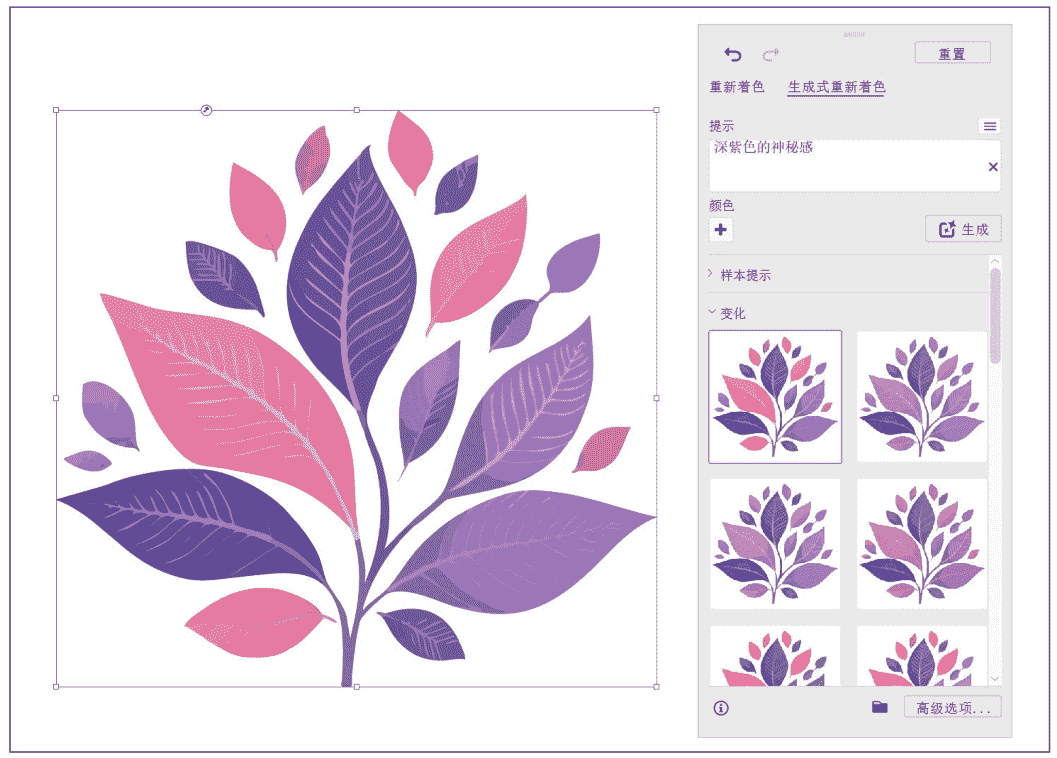 重置
重新着色 生成式重新着色
提示
深紫色的神秘感
颜色
生成
样本提示
变化
高级选项...